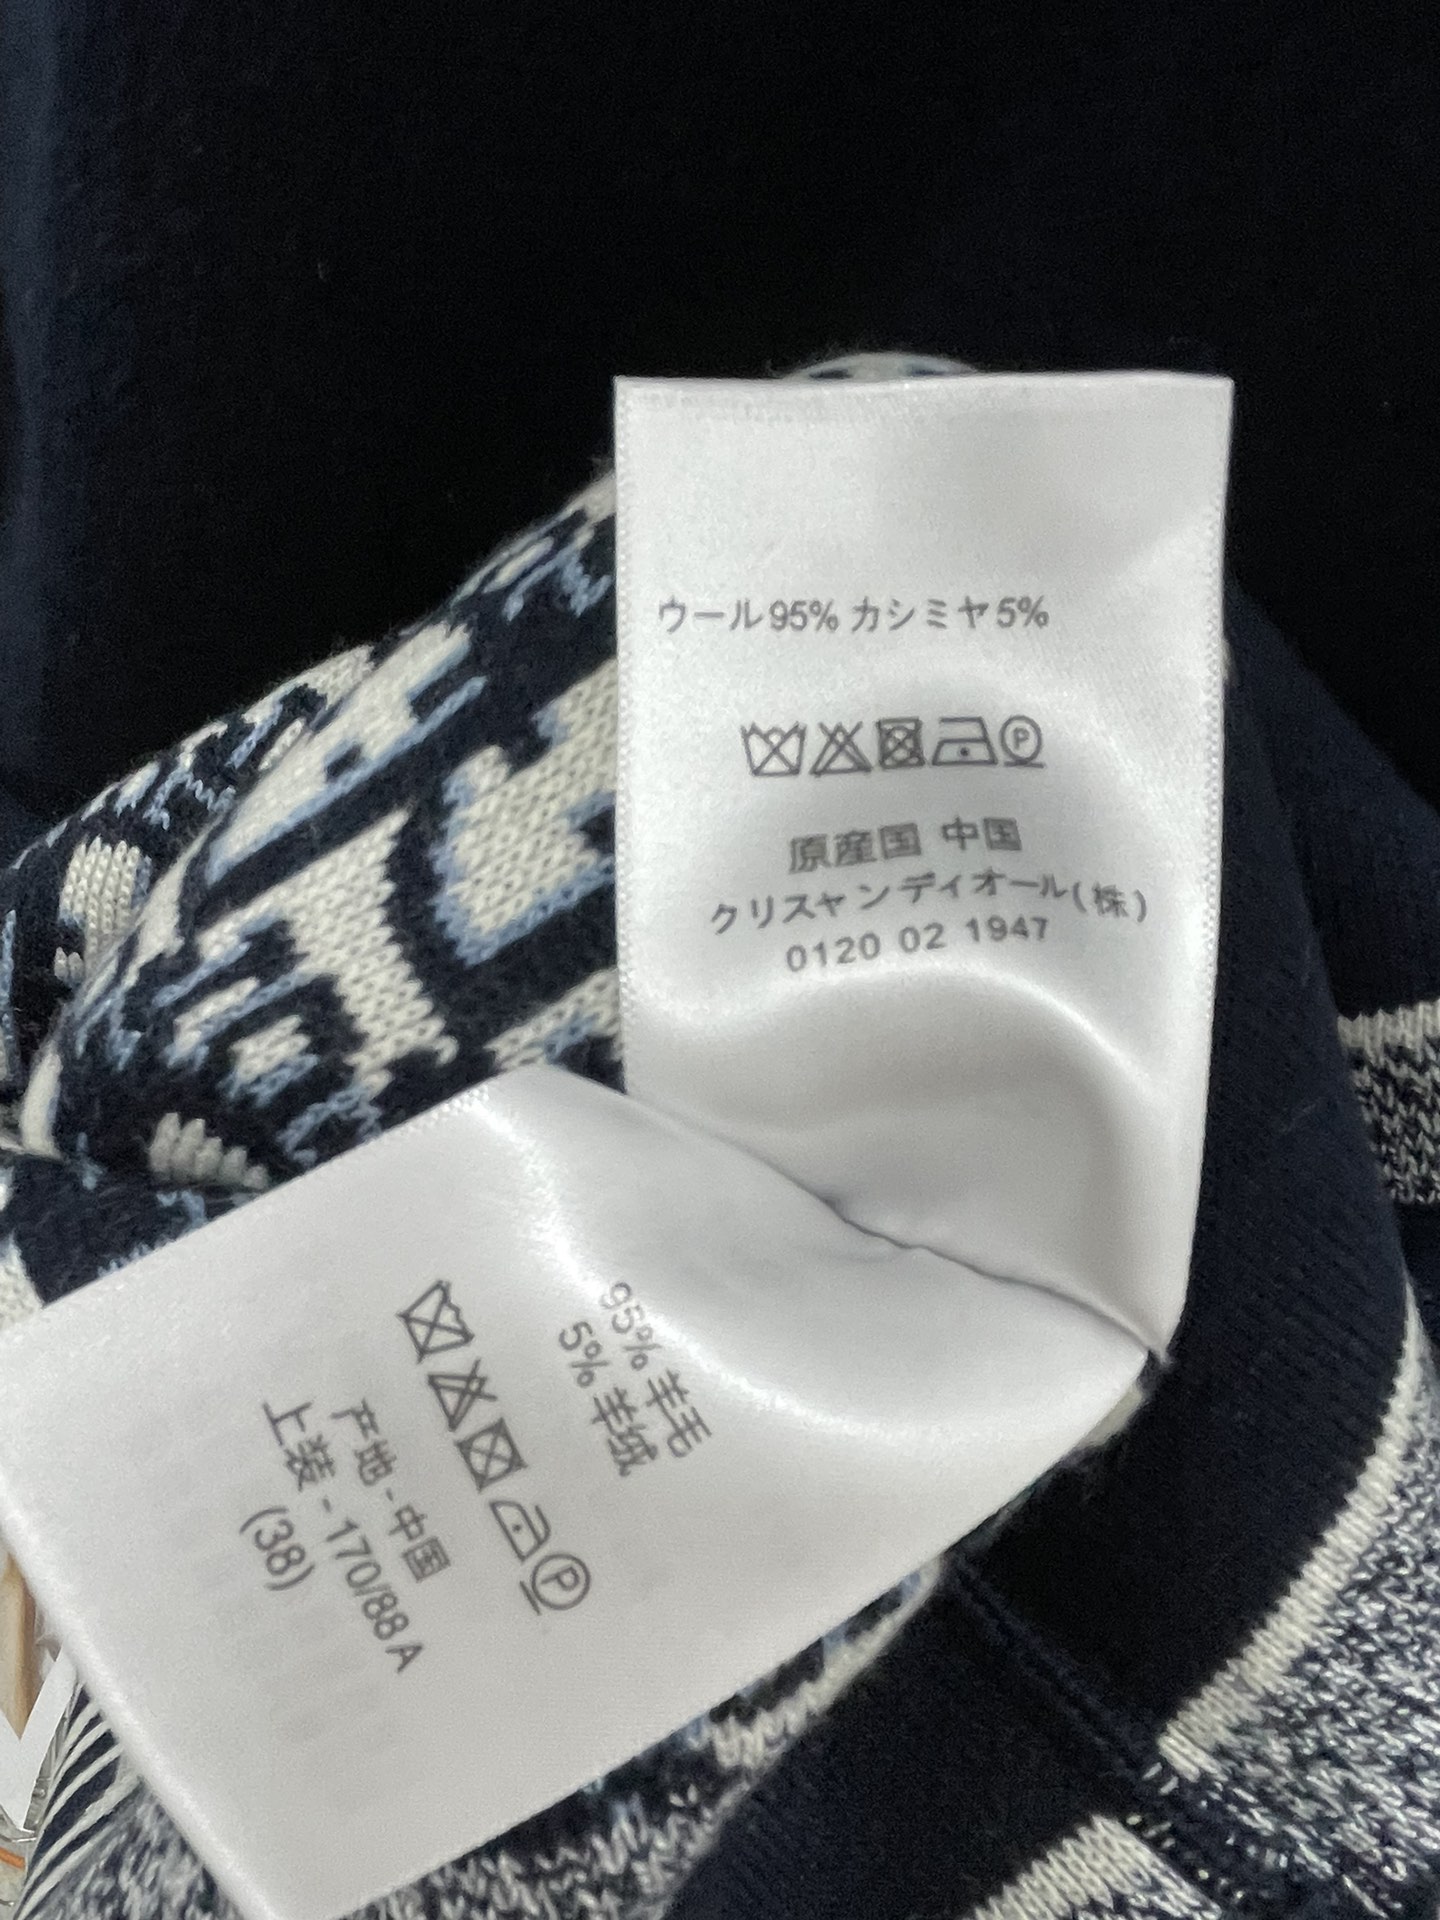 ウール95% カシミヤ5%
P
原産国 中国
クリスャンディオール(株)
0120 02 1947
95% 羊毛
5% 羊绒
P
产地 - 中国
上装 - 170/88 A
(38)